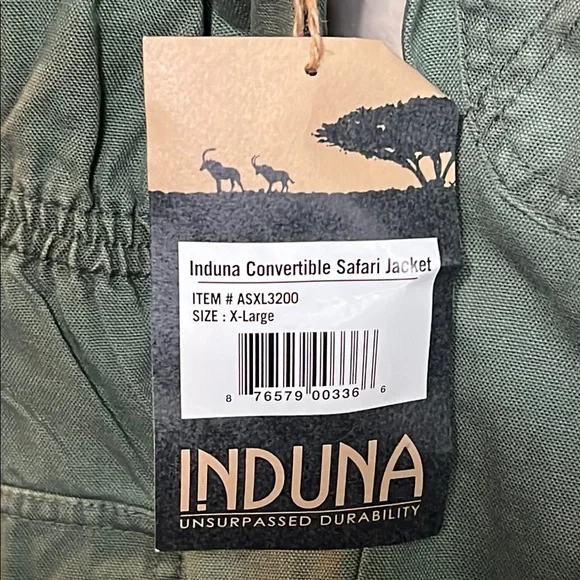 Induna Convertible Safari Jacket
ITEM # ASXL3200
SIZE : X-Large
8 76579 00336 6
INDUNA
UNSURPASSED DURABILITY